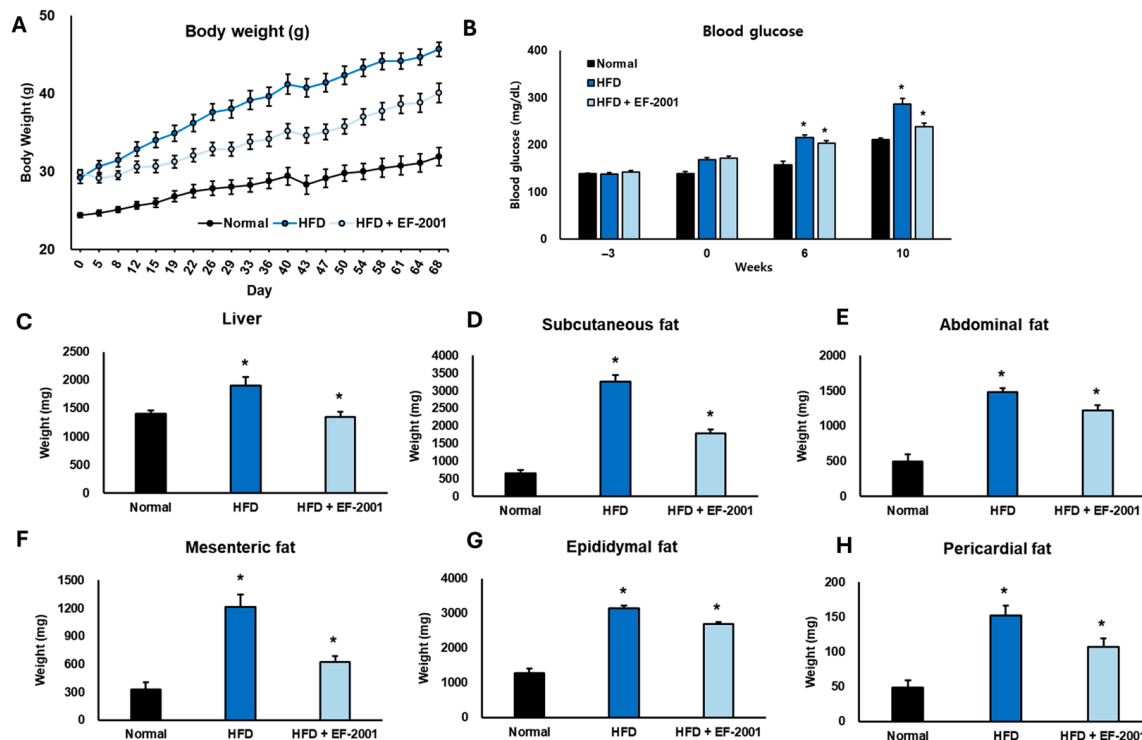 A
Body weight (g)
50
40
30
20
Body Weight (g)
Normal
HFD
HFD + EF-2001
0 5 8 12 15 19 22 26 29 33 36 40 43 47 50 54 58 61 64 68
Day
B
Blood glucose
400
300
200
100
0
Blood glucose (mg/dL)
Normal
HFD
HFD + EF-2001
* *
* *
–3 0 6 10
Weeks
C
Liver
2500
2000
1500
1000
500
0
Weight (mg)
*
*
Normal HFD HFD + EF-2001
D
Subcutaneous fat
4000
3500
3000
2500
2000
1500
1000
500
0
Weight (mg)
*
*
Normal HFD HFD + EF-2001
E
Abdominal fat
2000
1500
1000
500
0
Weight (mg)
*
*
Normal HFD HFD + EF-2001
F
Mesenteric fat
1500
1200
900
600
300
0
Weight (mg)
*
*
Normal HFD HFD + EF-2001
G
Epididymal fat
4000
3000
2000
1000
0
Weight (mg)
*
*
Normal HFD HFD + EF-2001
H
Pericardial fat
200
150
100
50
0
Weight (mg)
*
*
Normal HFD HFD + EF-2001